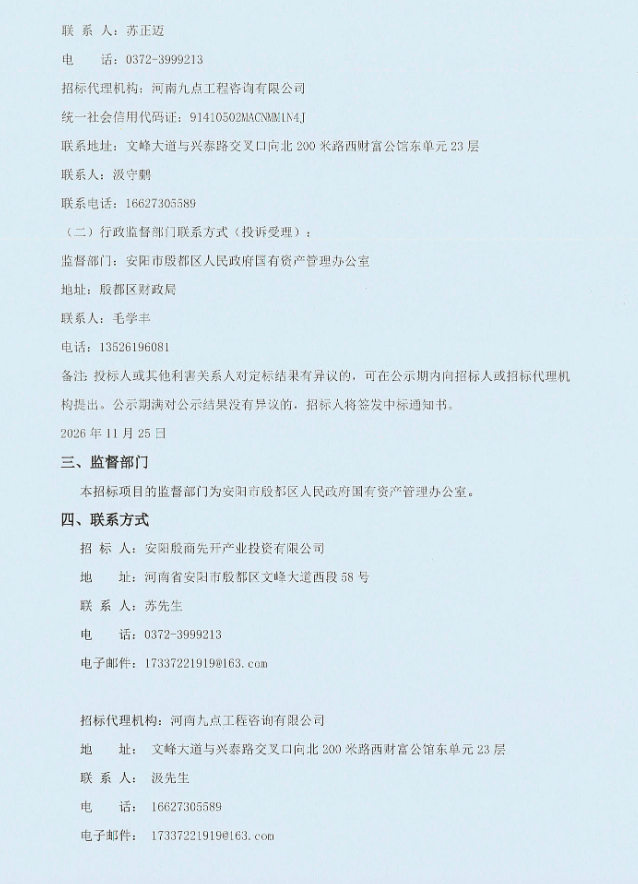 联 系 人：苏正迈
电 话：0372-3999213
招标代理机构：河南九点工程咨询有限公司
统一社会信用代码证：91410502MACNMM1N4J
联系地址：文峰大道与兴泰路交叉口向北 200 米路西财富公馆东单元 23 层
联系人：汲守鹏
联系电话：16627305589
（二）行政监督部门联系方式（投诉受理）：
监督部门：安阳市殷都区人民政府国有资产管理办公室
地址：殷都区财政局
联系人：毛学丰
电话：13526196081
备注：投标人或其他利害关系人对定标结果有异议的，可在公示期内向招标人或招标代理机
构提出。公示期满对公示结果没有异议的，招标人将签发中标通知书。
2026 年 11 月 25 日
三、监督部门
本招标项目的监督部门为安阳市殷都区人民政府国有资产管理办公室。
四、联系方式
招 标 人：安阳殷商先开产业投资有限公司
地 址：河南省安阳市殷都区文峰大道西段 58 号
联 系 人：苏先生
电 话：0372-3999213
电子邮件：17337221919@163.com
招标代理机构：河南九点工程咨询有限公司
地 址： 文峰大道与兴泰路交叉口向北 200 米路西财富公馆东单元 23 层
联 系 人： 汲先生
电 话： 16627305589
电子邮件： 17337221919@163.com